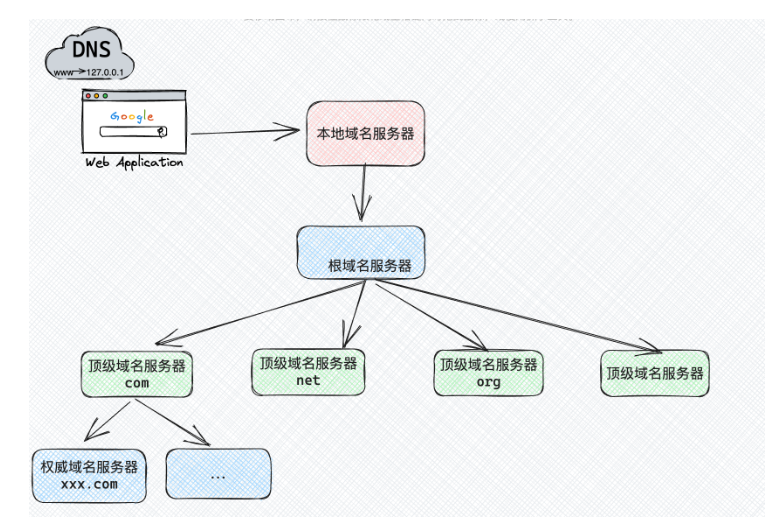 DNS
www->127.0.0.1
Google
Web Application
本地域名服务器
根域名服务器
顶级域名服务器
com
顶级域名服务器
net
顶级域名服务器
org
顶级域名服务器
权威域名服务器
xxx.com
...